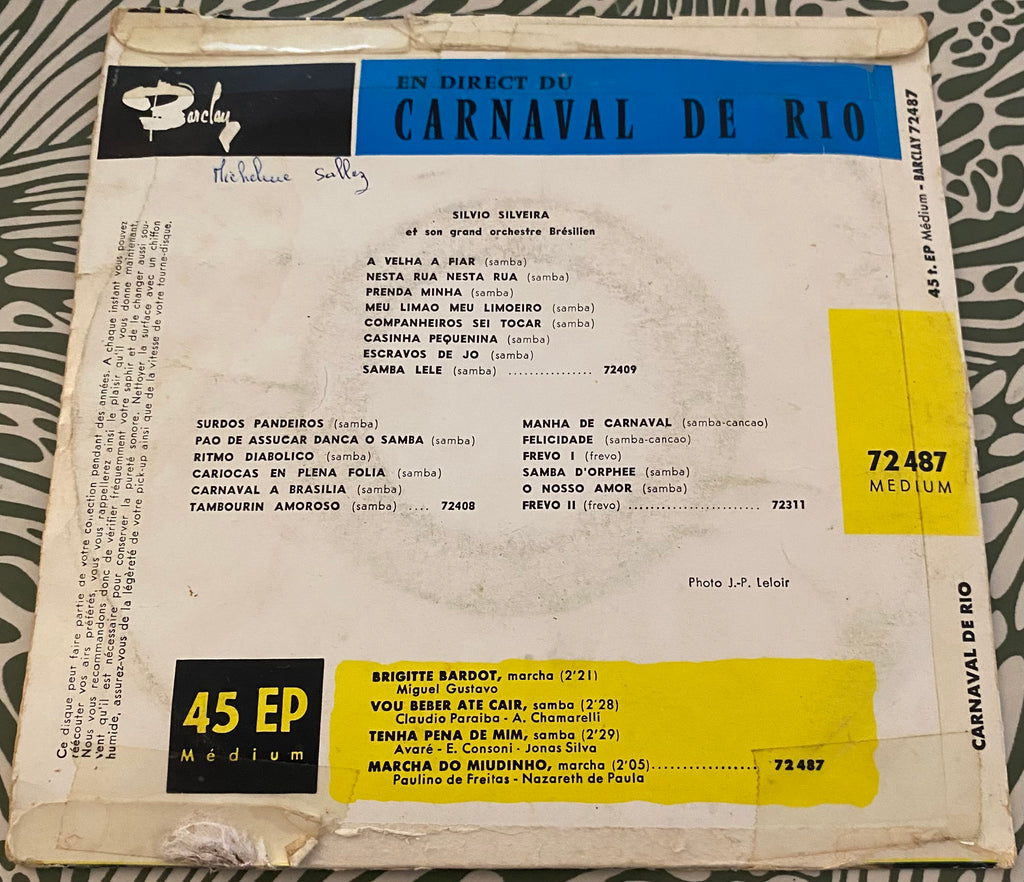 Barclay
EN DIRECT DU
CARNAVAL DE RIO
Micheline Sallez
SILVIO SILVEIRA
et son grand orchestre Brésilien
A VELHA A FIAR (samba)
NESTA RUA NESTA RUA (samba)
PRENDA MINHA (samba)
MEU LIMAO MEU LIMOEIRO (samba)
COMPANHEIROS SEI TOCAR (samba)
CASINHA PEQUENINA (samba)
ESCRAVOS DE JO (samba)
SAMBA LELE (samba) ................ 72409
SURDOS PANDEIROS (samba)
PAO DE ASSUCAR DANCA O SAMBA (samba)
RITMO DIABOLICO (samba)
CARIOCAS EN PLENA FOLIA (samba)
CARNAVAL A BRASILIA (samba)
TAMBOURIN AMOROSO (samba) .... 72408
MANHA DE CARNAVAL (samba-cancao)
FELICIDADE (samba-cancao)
FREVO I (frevo)
SAMBA D'ORPHEE (samba)
O NOSSO AMOR (samba)
FREVO II (frevo) ........................ 72311
Photo J.-P. Leloir
45 EP
Médium
BRIGITTE BARDOT, marcha (2'21)
Miguel Gustavo
VOU BEBER ATE CAIR, samba (2'28)
Claudio Paraiba - A. Chamarelli
TENHA PENA DE MIM, samba (2'29)
Avaré - E. Consoni - Jonas Silva
MARCHA DO MIUDINHO, marcha (2'05).................. 72487
Paulino de Freitas - Nazareth de Paula
Ce disque peut faire partie de votre collection pendant des années. A chaque instant vous pouvez
réécouter vos airs préférés, vous vous rappellerez ainsi le plaisir qu'il vous donne maintenant.
Nous vous recommandons donc de vérifier fréquemment votre saphir et de le changer aussi sou-
vent qu'il est nécessaire pour conserver la pureté sonore. Nettoyer la surface avec un chiffon
humide, assurez-vous de la légèreté de votre pick-up ainsi que de la vitesse de votre tourne-disque.
45 t. EP Médium - BARCLAY 72487
72487
MEDIUM
CARNAVAL DE RIO